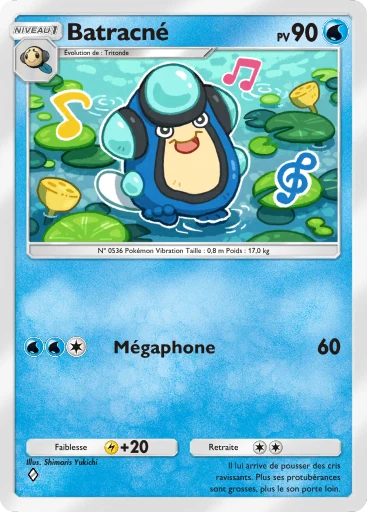 NIVEAU 1
Batracné
PV 90
Évolution de : Tritonde
N° 0536 Pokémon Vibration Taille : 0,8 m Poids : 17,0 kg
Mégaphone 60
Faiblesse +20
Retraite
Illus. Shimaris Yukichi
Il lui arrive de pousser des cris
ravissants. Plus ses protubérances
sont grosses, plus le son porte loin.